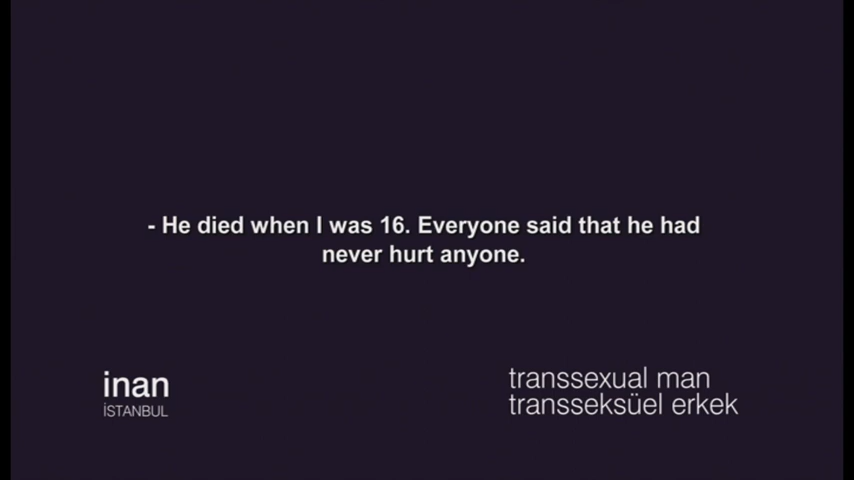 - He died when I was 16. Everyone said that he had
never hurt anyone.
inan
İSTANBUL
transsexual man
transseksüel erkek